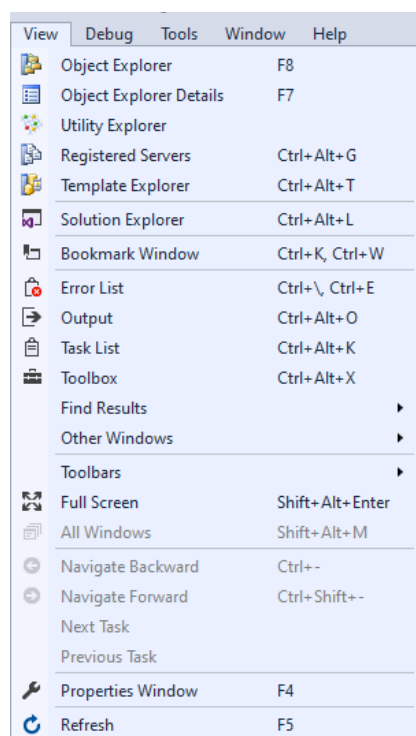 View Debug Tools Window Help
Object Explorer F8
Object Explorer Details F7
Utility Explorer
Registered Servers Ctrl+Alt+G
Template Explorer Ctrl+Alt+T
Solution Explorer Ctrl+Alt+L
Bookmark Window Ctrl+K, Ctrl+W
Error List Ctrl+\, Ctrl+E
Output Ctrl+Alt+O
Task List Ctrl+Alt+K
Toolbox Ctrl+Alt+X
Find Results
Other Windows
Toolbars
Full Screen Shift+Alt+Enter
All Windows Shift+Alt+M
Navigate Backward Ctrl+-
Navigate Forward Ctrl+Shift+-
Next Task
Previous Task
Properties Window F4
Refresh F5